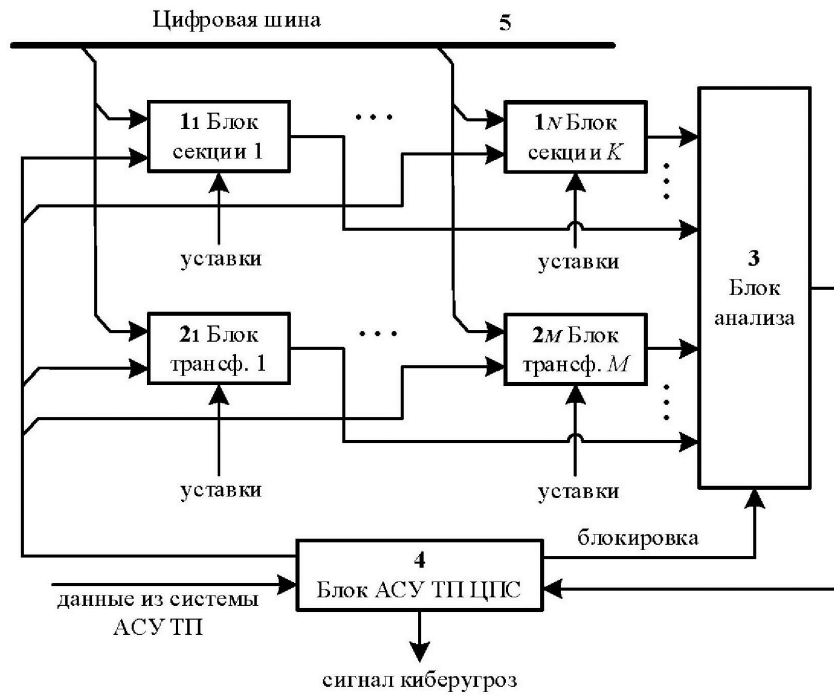 Цифровая шина 5
1₁ Блок
секции 1
. . .
1N Блок
секции K
уставки
уставки
3
Блок
анализа
2₁ Блок
трансф. 1
. . .
2M Блок
трансф. M
уставки
уставки
блокировка
4
Блок АСУ ТП ЦПС
данные из системы
АСУ ТП
сигнал киберугроз